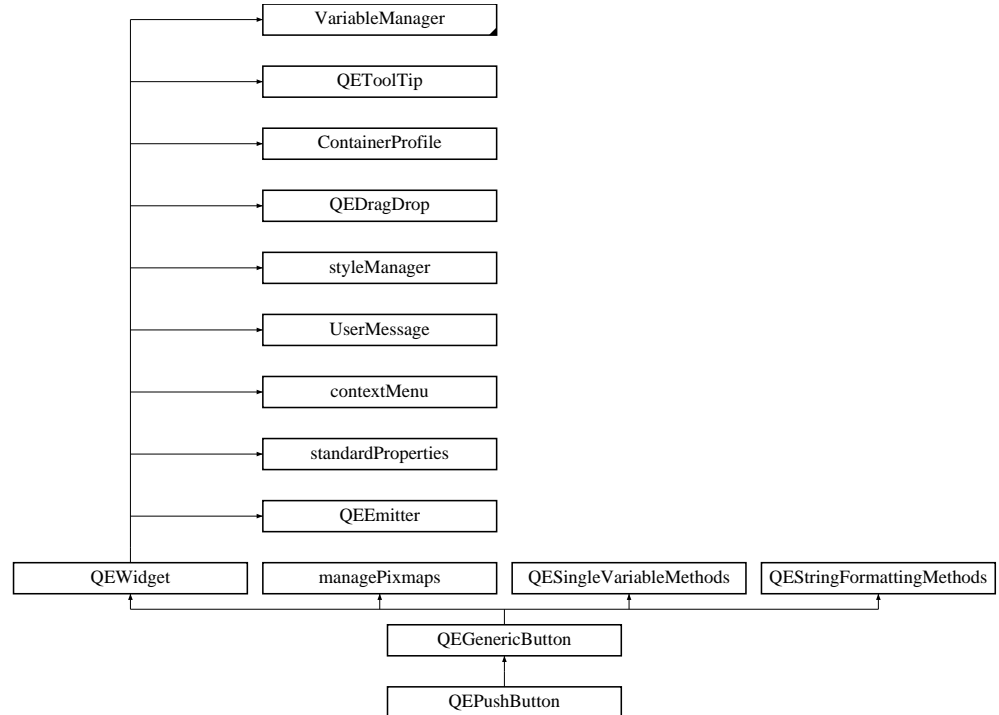 VariableManager
QEToolTip
ContainerProfile
QEDragDrop
styleManager
UserMessage
contextMenu
standardProperties
QEEmitter
QEWidget managePixmaps QESingleVariableMethods QEStringFormattingMethods
QEGenericButton
QEPushButton